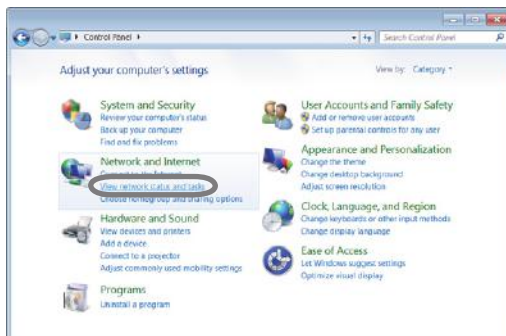 Control Panel
Search Control Panel
Adjust your computer's settings
View by: Category
System and Security
Review your computer's status
Back up your computer
Find and fix problems
Network and Internet
Connect to the Internet
View network status and tasks
Choose homegroup and sharing options
Hardware and Sound
View devices and printers
Add a device
Connect to a projector
Adjust commonly used mobility settings
Programs
Uninstall a program
User Accounts and Family Safety
Add or remove user accounts
Set up parental controls for any user
Appearance and Personalization
Change the theme
Change desktop background
Adjust screen resolution
Clock, Language, and Region
Change keyboards or other input methods
Change display language
Ease of Access
Let Windows suggest settings
Optimize visual display